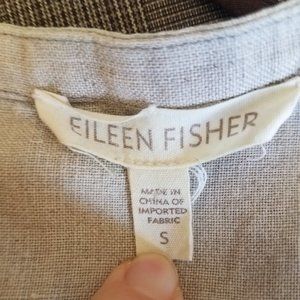 EILEEN FISHER
MADE IN
CHINA OF
IMPORTED
FABRIC
S